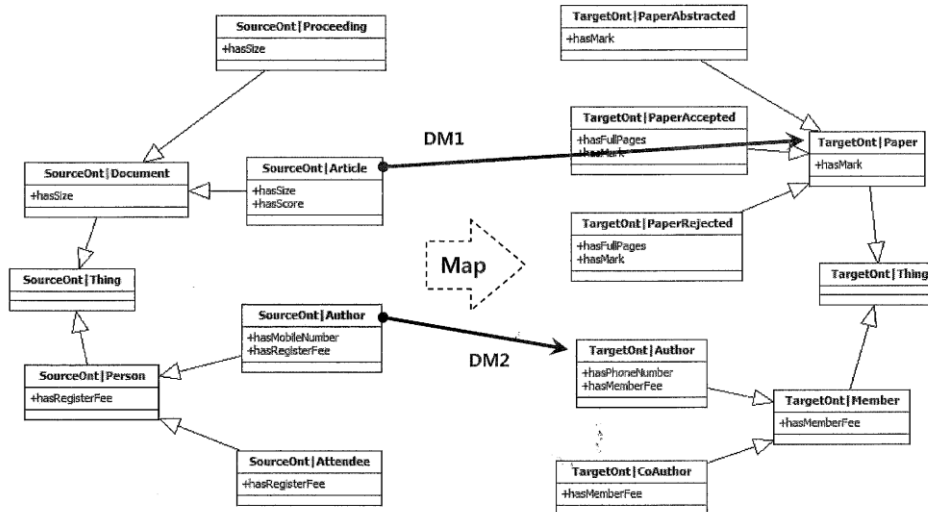 SourceOnt|Proceeding
+hasSize
TargetOnt|PaperAbstracted
+hasMark
TargetOnt|PaperAccepted
+hasFullPages
+hasMark
DM1
TargetOnt|Paper
+hasMark
SourceOnt|Document
+hasSize
SourceOnt|Article
+hasSize
+hasScore
TargetOnt|PaperRejected
+hasFullPages
+hasMark
Map
SourceOnt|Thing
TargetOnt|Thing
SourceOnt|Author
+hasMobileNumber
+hasRegisterFee
DM2
TargetOnt|Author
+hasPhoneNumber
+hasMemberFee
SourceOnt|Person
+hasRegisterFee
TargetOnt|Member
+hasMemberFee
SourceOnt|Attendee
+hasRegisterFee
TargetOnt|CoAuthor
+hasMemberFee